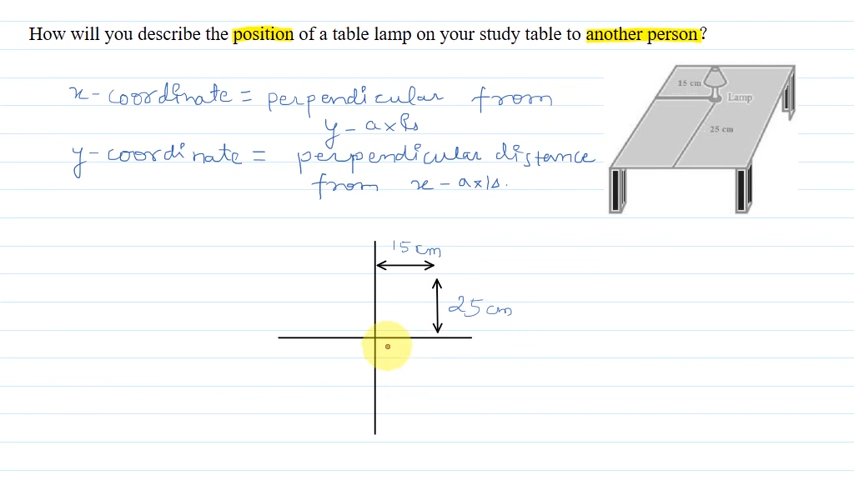 How will you describe the position of a table lamp on your study table to another person?
x-coordinate = perpendicular from
y-axis
y-coordinate = perpendicular distance
from x-axis.
15 cm
Lamp
25 cm
15 cm
25 cm